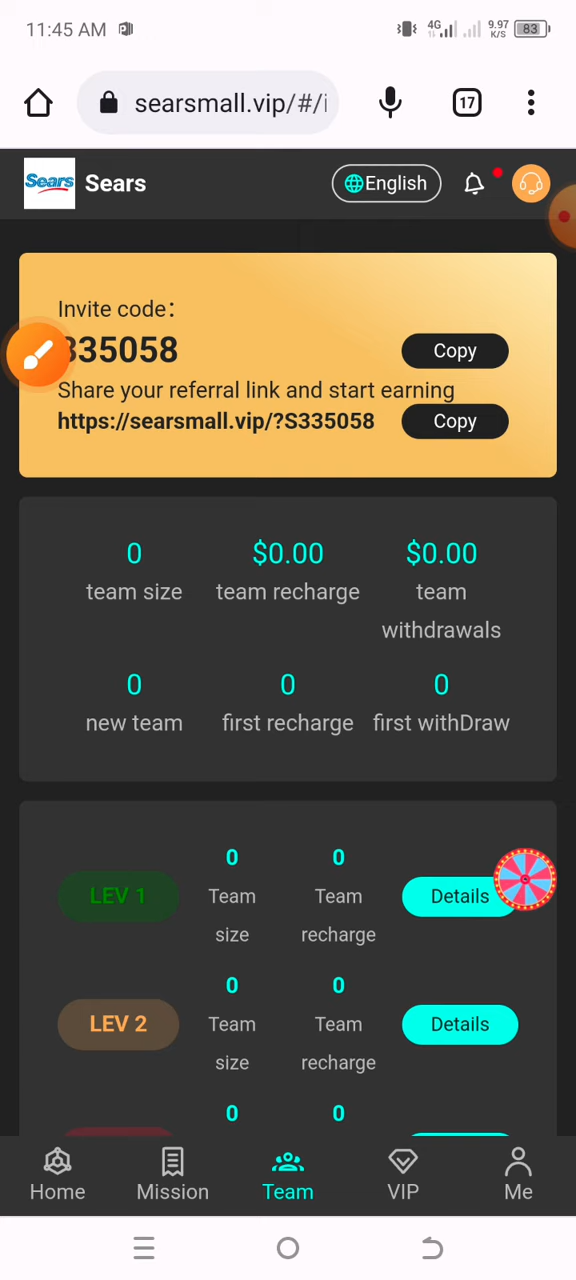 11:45 AM
4G
9.97 K/S
83
searsmall.vip/#/i
17
Sears
Sears
English
Invite code：
335058
Copy
Share your referral link and start earning
https://searsmall.vip/?S335058
Copy
0 $0.00 $0.00
team size team recharge team
withdrawals
0 0 0
new team first recharge first withDraw
0 0
LEV 1 Team Team Details
size recharge
0 0
LEV 2 Team Team Details
size recharge
0 0
Home Mission Team VIP Me